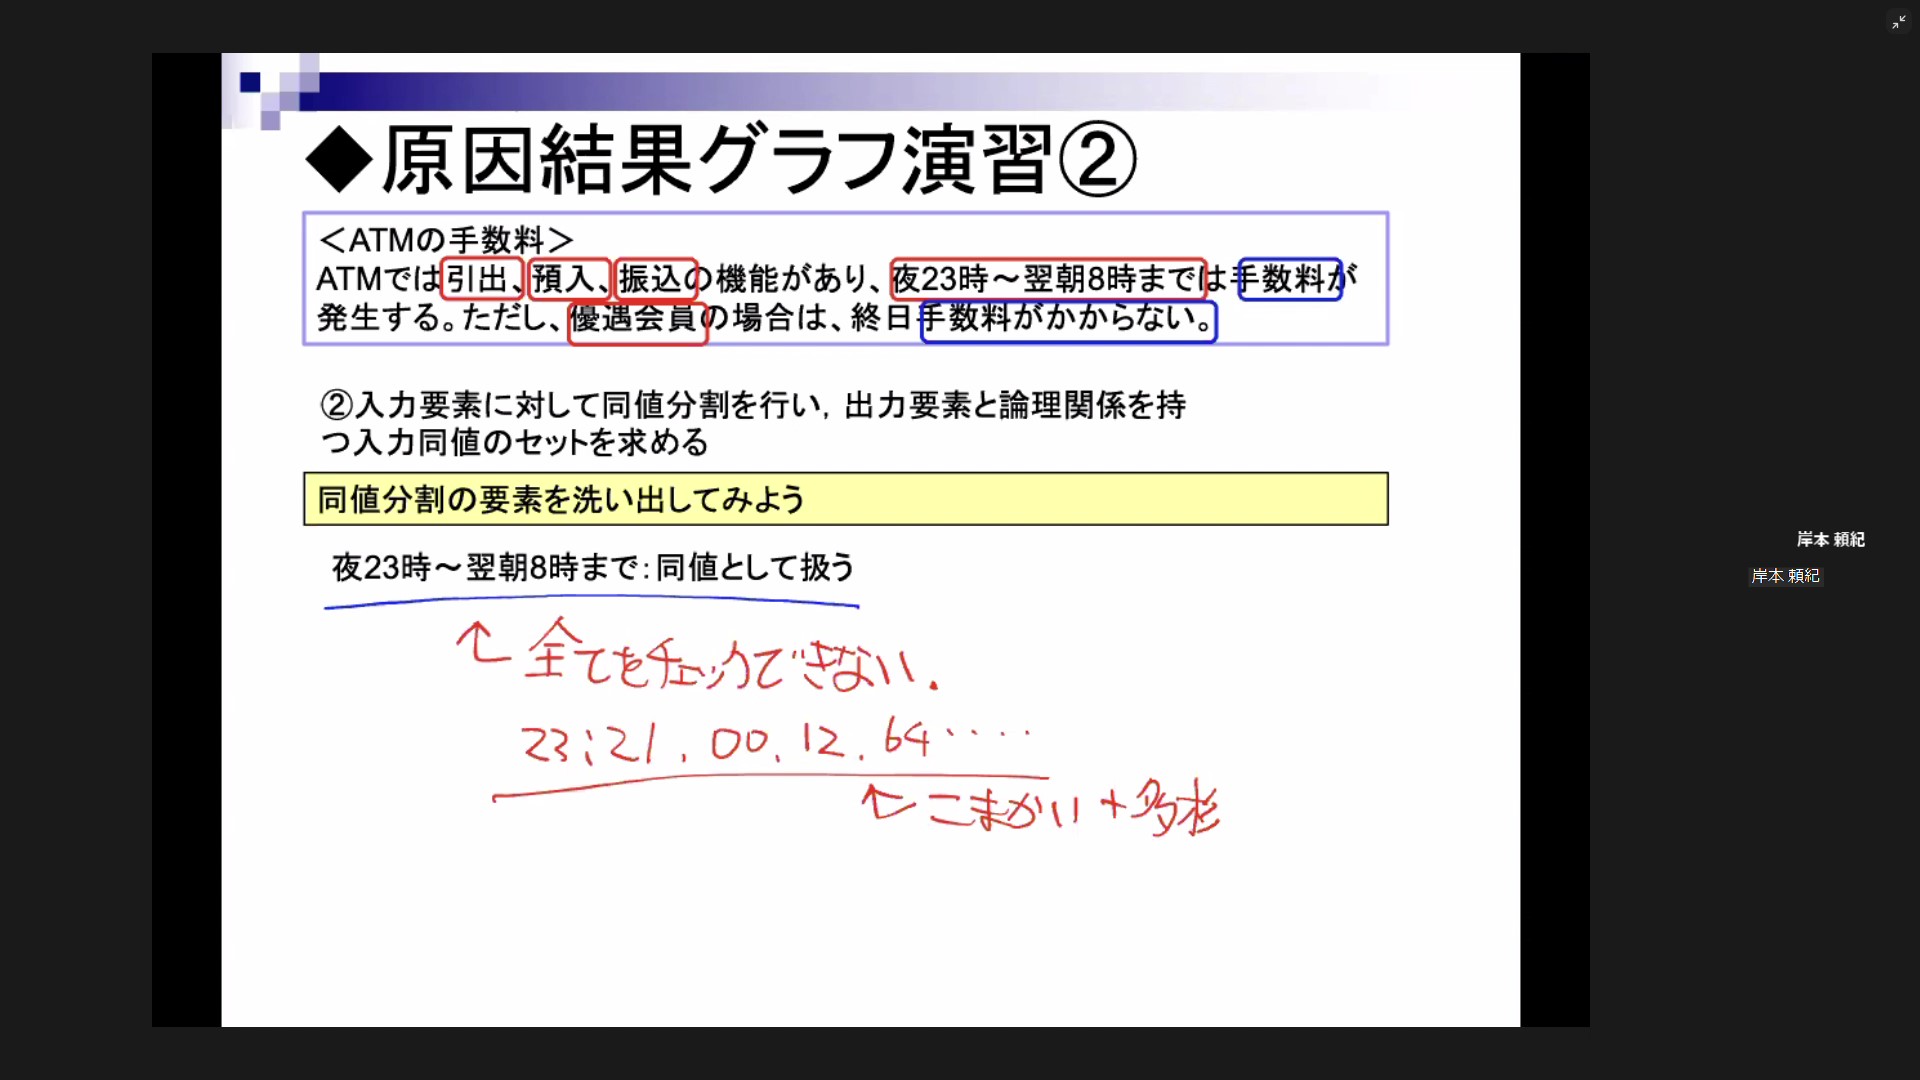 ◆原因結果グラフ演習②
＜ATMの手数料＞
ATMでは引出、預入、振込の機能があり、夜23時～翌朝8時までは手数料が
発生する。ただし、優遇会員の場合は、終日手数料がかからない。
②入力要素に対して同値分割を行い，出力要素と論理関係を持
つ入力同値のセットを求める
同値分割の要素を洗い出してみよう
夜23時～翌朝8時まで：同値として扱う
↑ 全てをチェックできない.
23:21, 00, 12, 64‥‥
↑ こまかい + 多彩
岸本 頼紀
岸本 頼紀